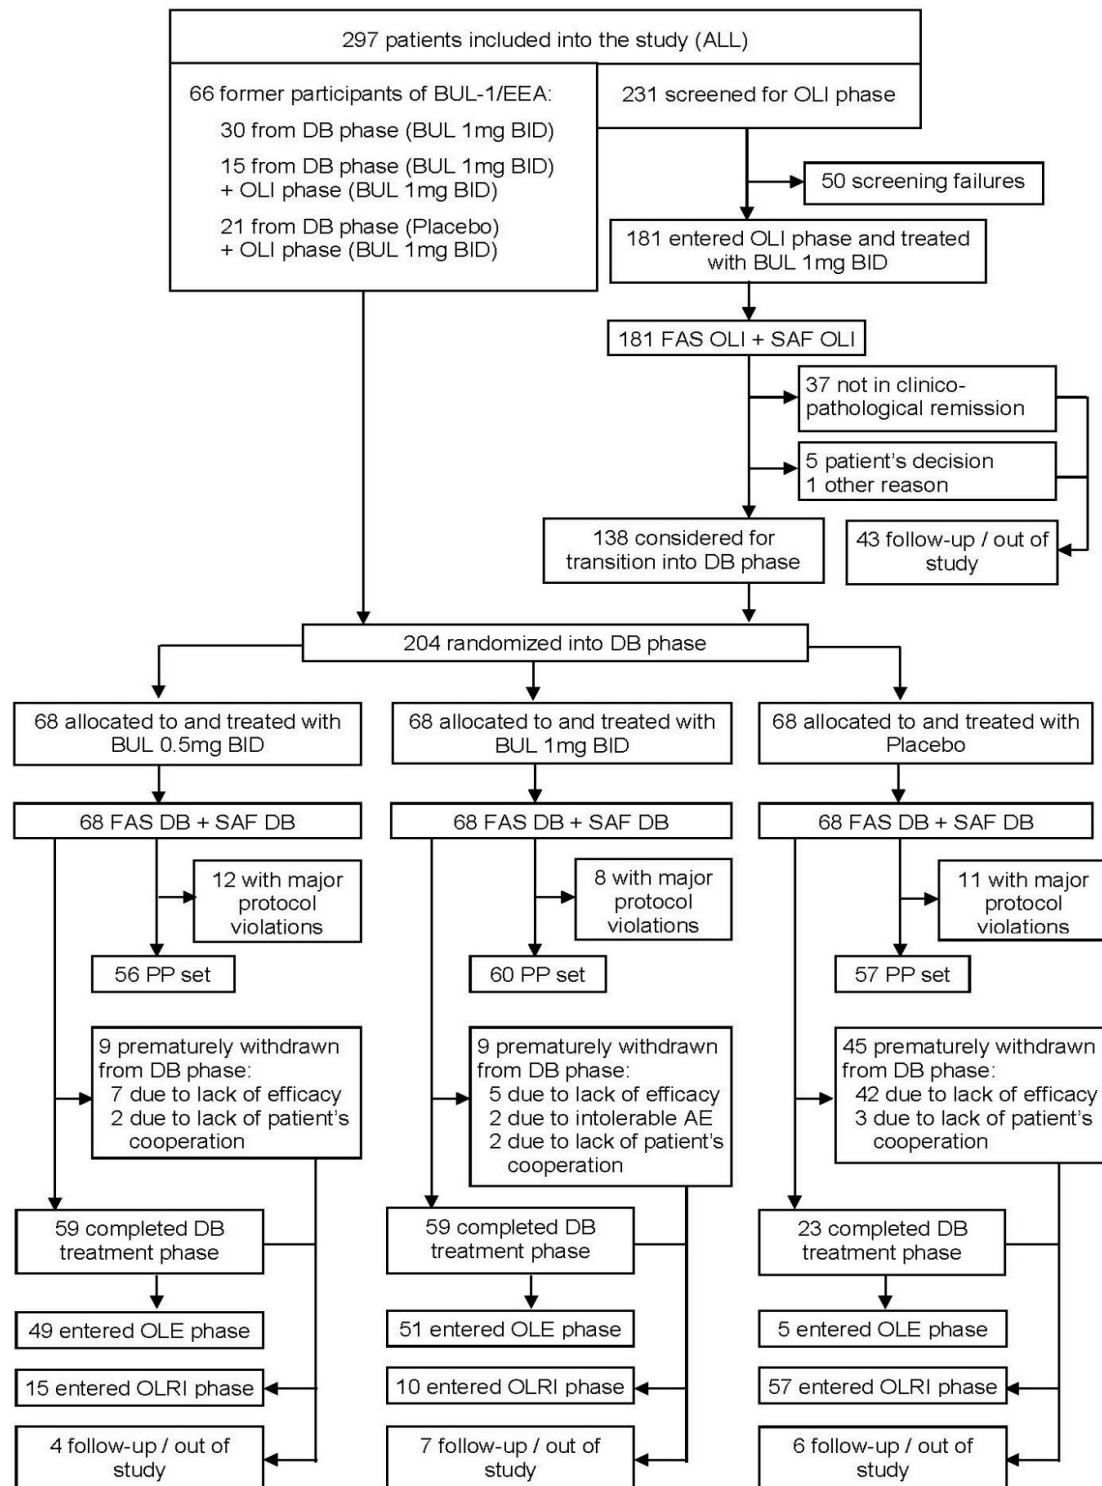 297 patients included into the study (ALL)
66 former participants of BUL-1/EEA:
30 from DB phase (BUL 1mg BID)
15 from DB phase (BUL 1mg BID)
+ OLI phase (BUL 1mg BID)
21 from DB phase (Placebo)
+ OLI phase (BUL 1mg BID)
231 screened for OLI phase
50 screening failures
181 entered OLI phase and treated
with BUL 1mg BID
181 FAS OLI + SAF OLI
37 not in clinico-
pathological remission
5 patient's decision
1 other reason
43 follow-up / out of
study
138 considered for
transition into DB phase
204 randomized into DB phase
68 allocated to and treated with
BUL 0.5mg BID
68 FAS DB + SAF DB
12 with major
protocol
violations
56 PP set
9 prematurely withdrawn
from DB phase:
7 due to lack of efficacy
2 due to lack of patient's
cooperation
59 completed DB
treatment phase
49 entered OLE phase
15 entered OLRI phase
4 follow-up / out of
study
68 allocated to and treated with
BUL 1mg BID
68 FAS DB + SAF DB
8 with major
protocol
violations
60 PP set
9 prematurely withdrawn
from DB phase:
5 due to lack of efficacy
2 due to intolerable AE
2 due to lack of patient's
cooperation
59 completed DB
treatment phase
51 entered OLE phase
10 entered OLRI phase
7 follow-up / out of
study
68 allocated to and treated with
Placebo
68 FAS DB + SAF DB
11 with major
protocol
violations
57 PP set
45 prematurely withdrawn
from DB phase:
42 due to lack of efficacy
3 due to lack of patient's
cooperation
23 completed DB
treatment phase
5 entered OLE phase
57 entered OLRI phase
6 follow-up / out of
study